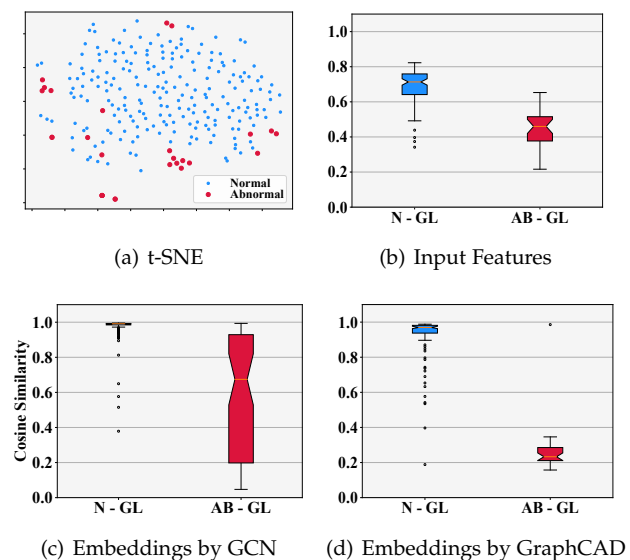 Normal
Abnormal
(a) t-SNE
1.0
0.8
0.6
0.4
0.2
0.0
N - GL AB - GL
(b) Input Features
Cosine Similarity
1.0
0.8
0.6
0.4
0.2
0.0
N - GL AB - GL
(c) Embeddings by GCN
1.0
0.8
0.6
0.4
0.2
0.0
N - GL AB - GL
(d) Embeddings by GraphCAD